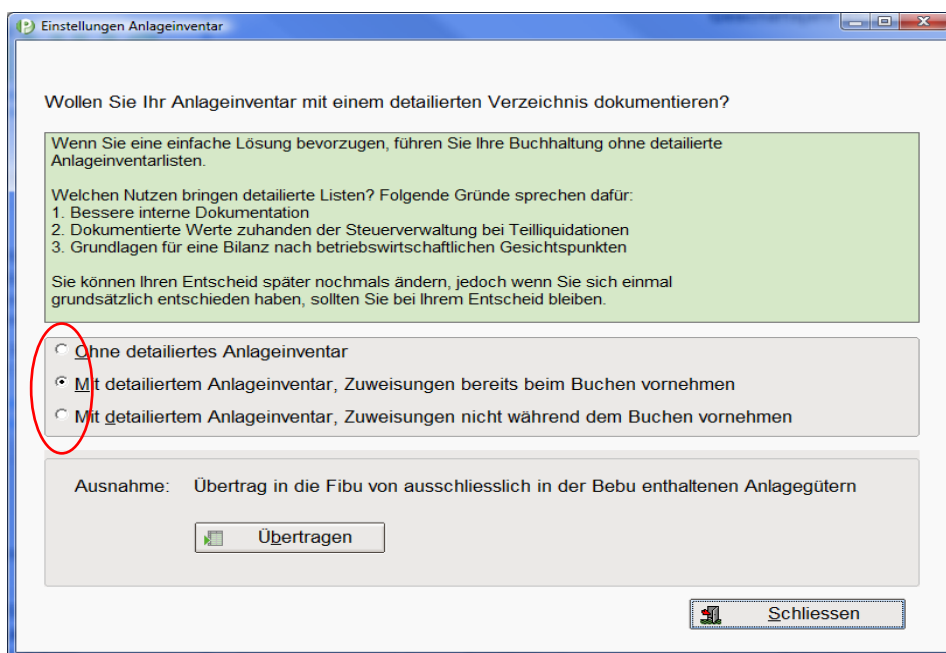 Einstellungen Anlageinventar
Wollen Sie Ihr Anlageinventar mit einem detailierten Verzeichnis dokumentieren?
Wenn Sie eine einfache Lösung bevorzugen, führen Sie Ihre Buchhaltung ohne detailierte
Anlageinventarlisten.
Welchen Nutzen bringen detailierte Listen? Folgende Gründe sprechen dafür:
1. Bessere interne Dokumentation
2. Dokumentierte Werte zuhanden der Steuerverwaltung bei Teilliquidationen
3. Grundlagen für eine Bilanz nach betriebswirtschaftlichen Gesichtspunkten
Sie können Ihren Entscheid später nochmals ändern, jedoch wenn Sie sich einmal
grundsätzlich entschieden haben, sollten Sie bei Ihrem Entscheid bleiben.
Ohne detailiertes Anlageinventar
Mit detailiertem Anlageinventar, Zuweisungen bereits beim Buchen vornehmen
Mit detailiertem Anlageinventar, Zuweisungen nicht während dem Buchen vornehmen
Ausnahme: Übertrag in die Fibu von ausschliesslich in der Bebu enthaltenen Anlagegütern
Übertragen
Schliessen